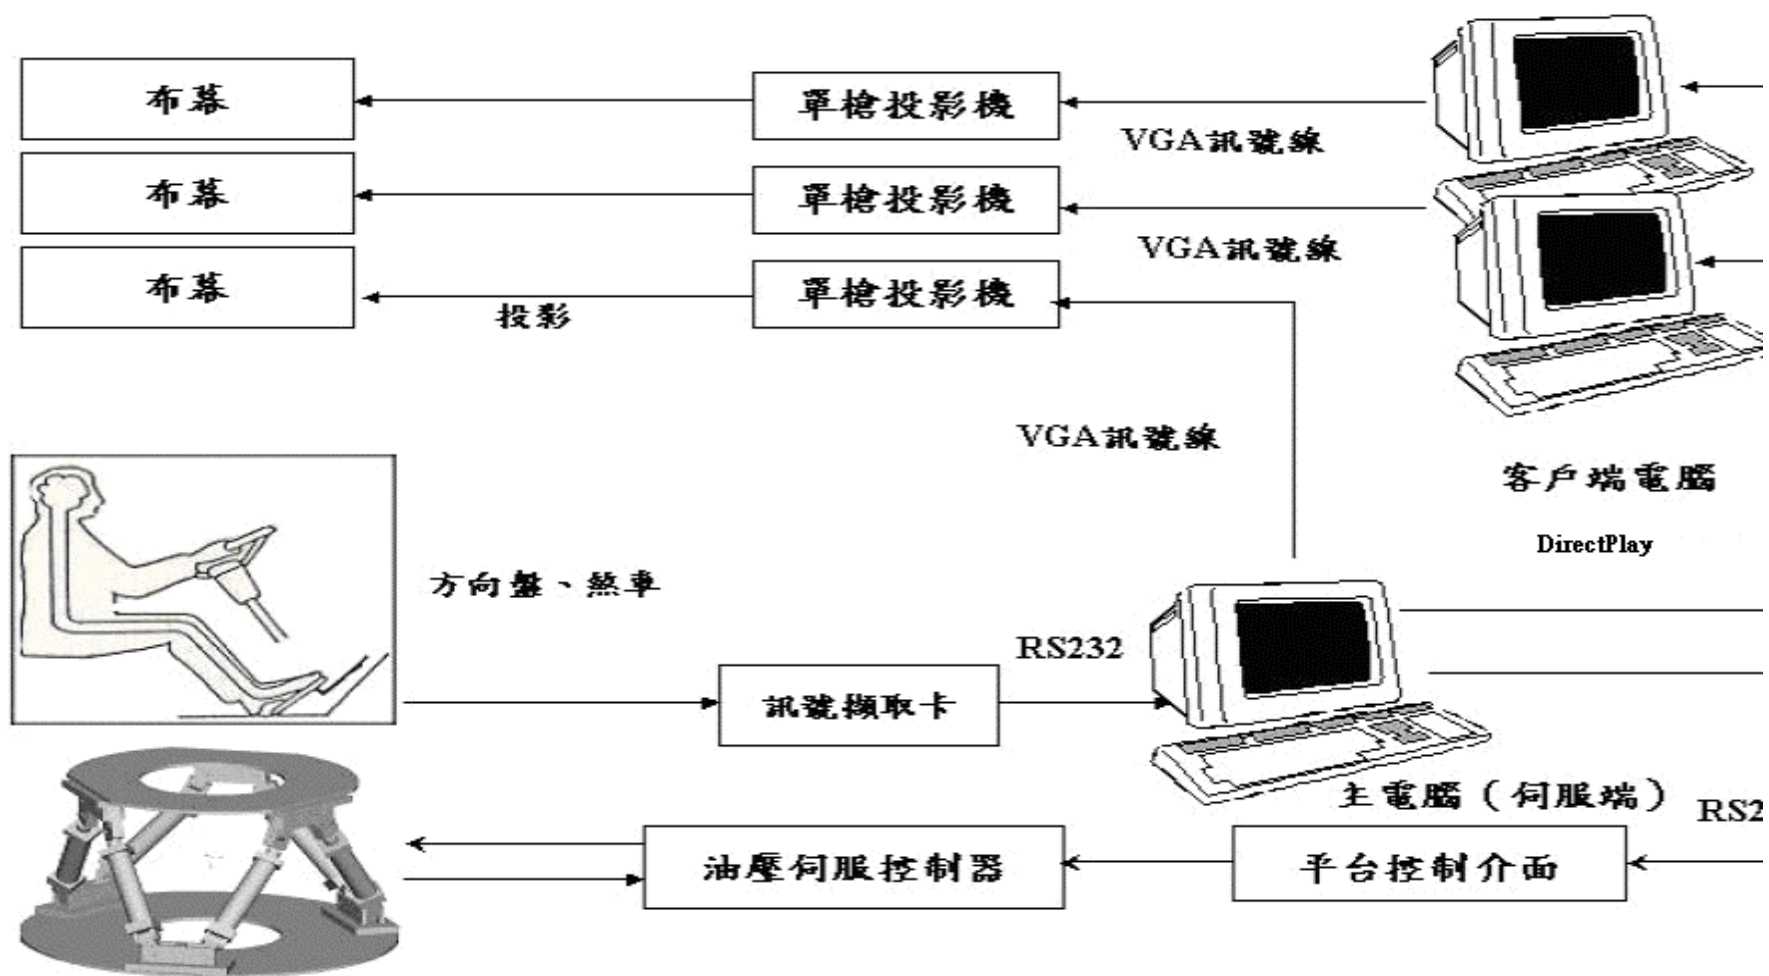 布幕
單槍投影機
VGA訊號線
布幕
單槍投影機
VGA訊號線
布幕
投影
單槍投影機
VGA訊號線
客戶端電腦
DirectPlay
方向盤、煞車
RS232
訊號擷取卡
主電腦（伺服端）
RS2
油壓伺服控制器
平台控制介面